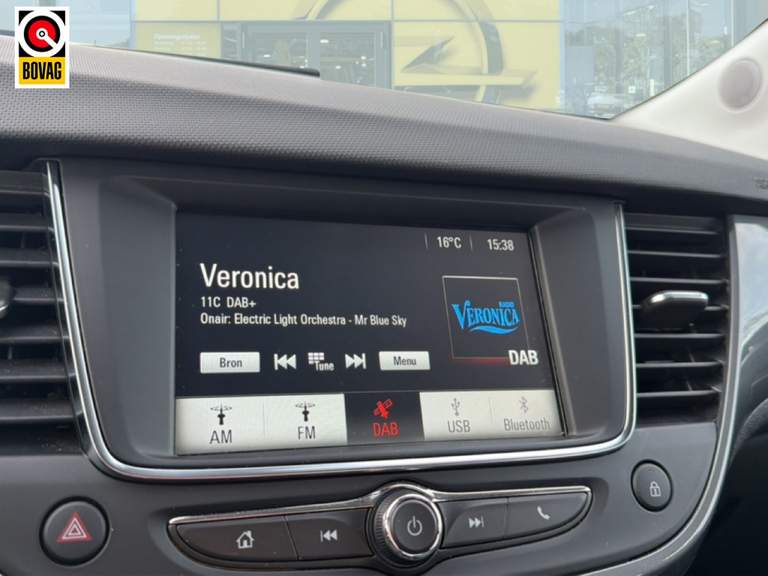 BOVAG
16°C
15:38
Veronica
11C DAB+
Onair: Electric Light Orchestra - Mr Blue Sky
RADIO
VERONICA
DAB
Bron
Tune
Menu
AM
FM
DAB
USB
Bluetooth